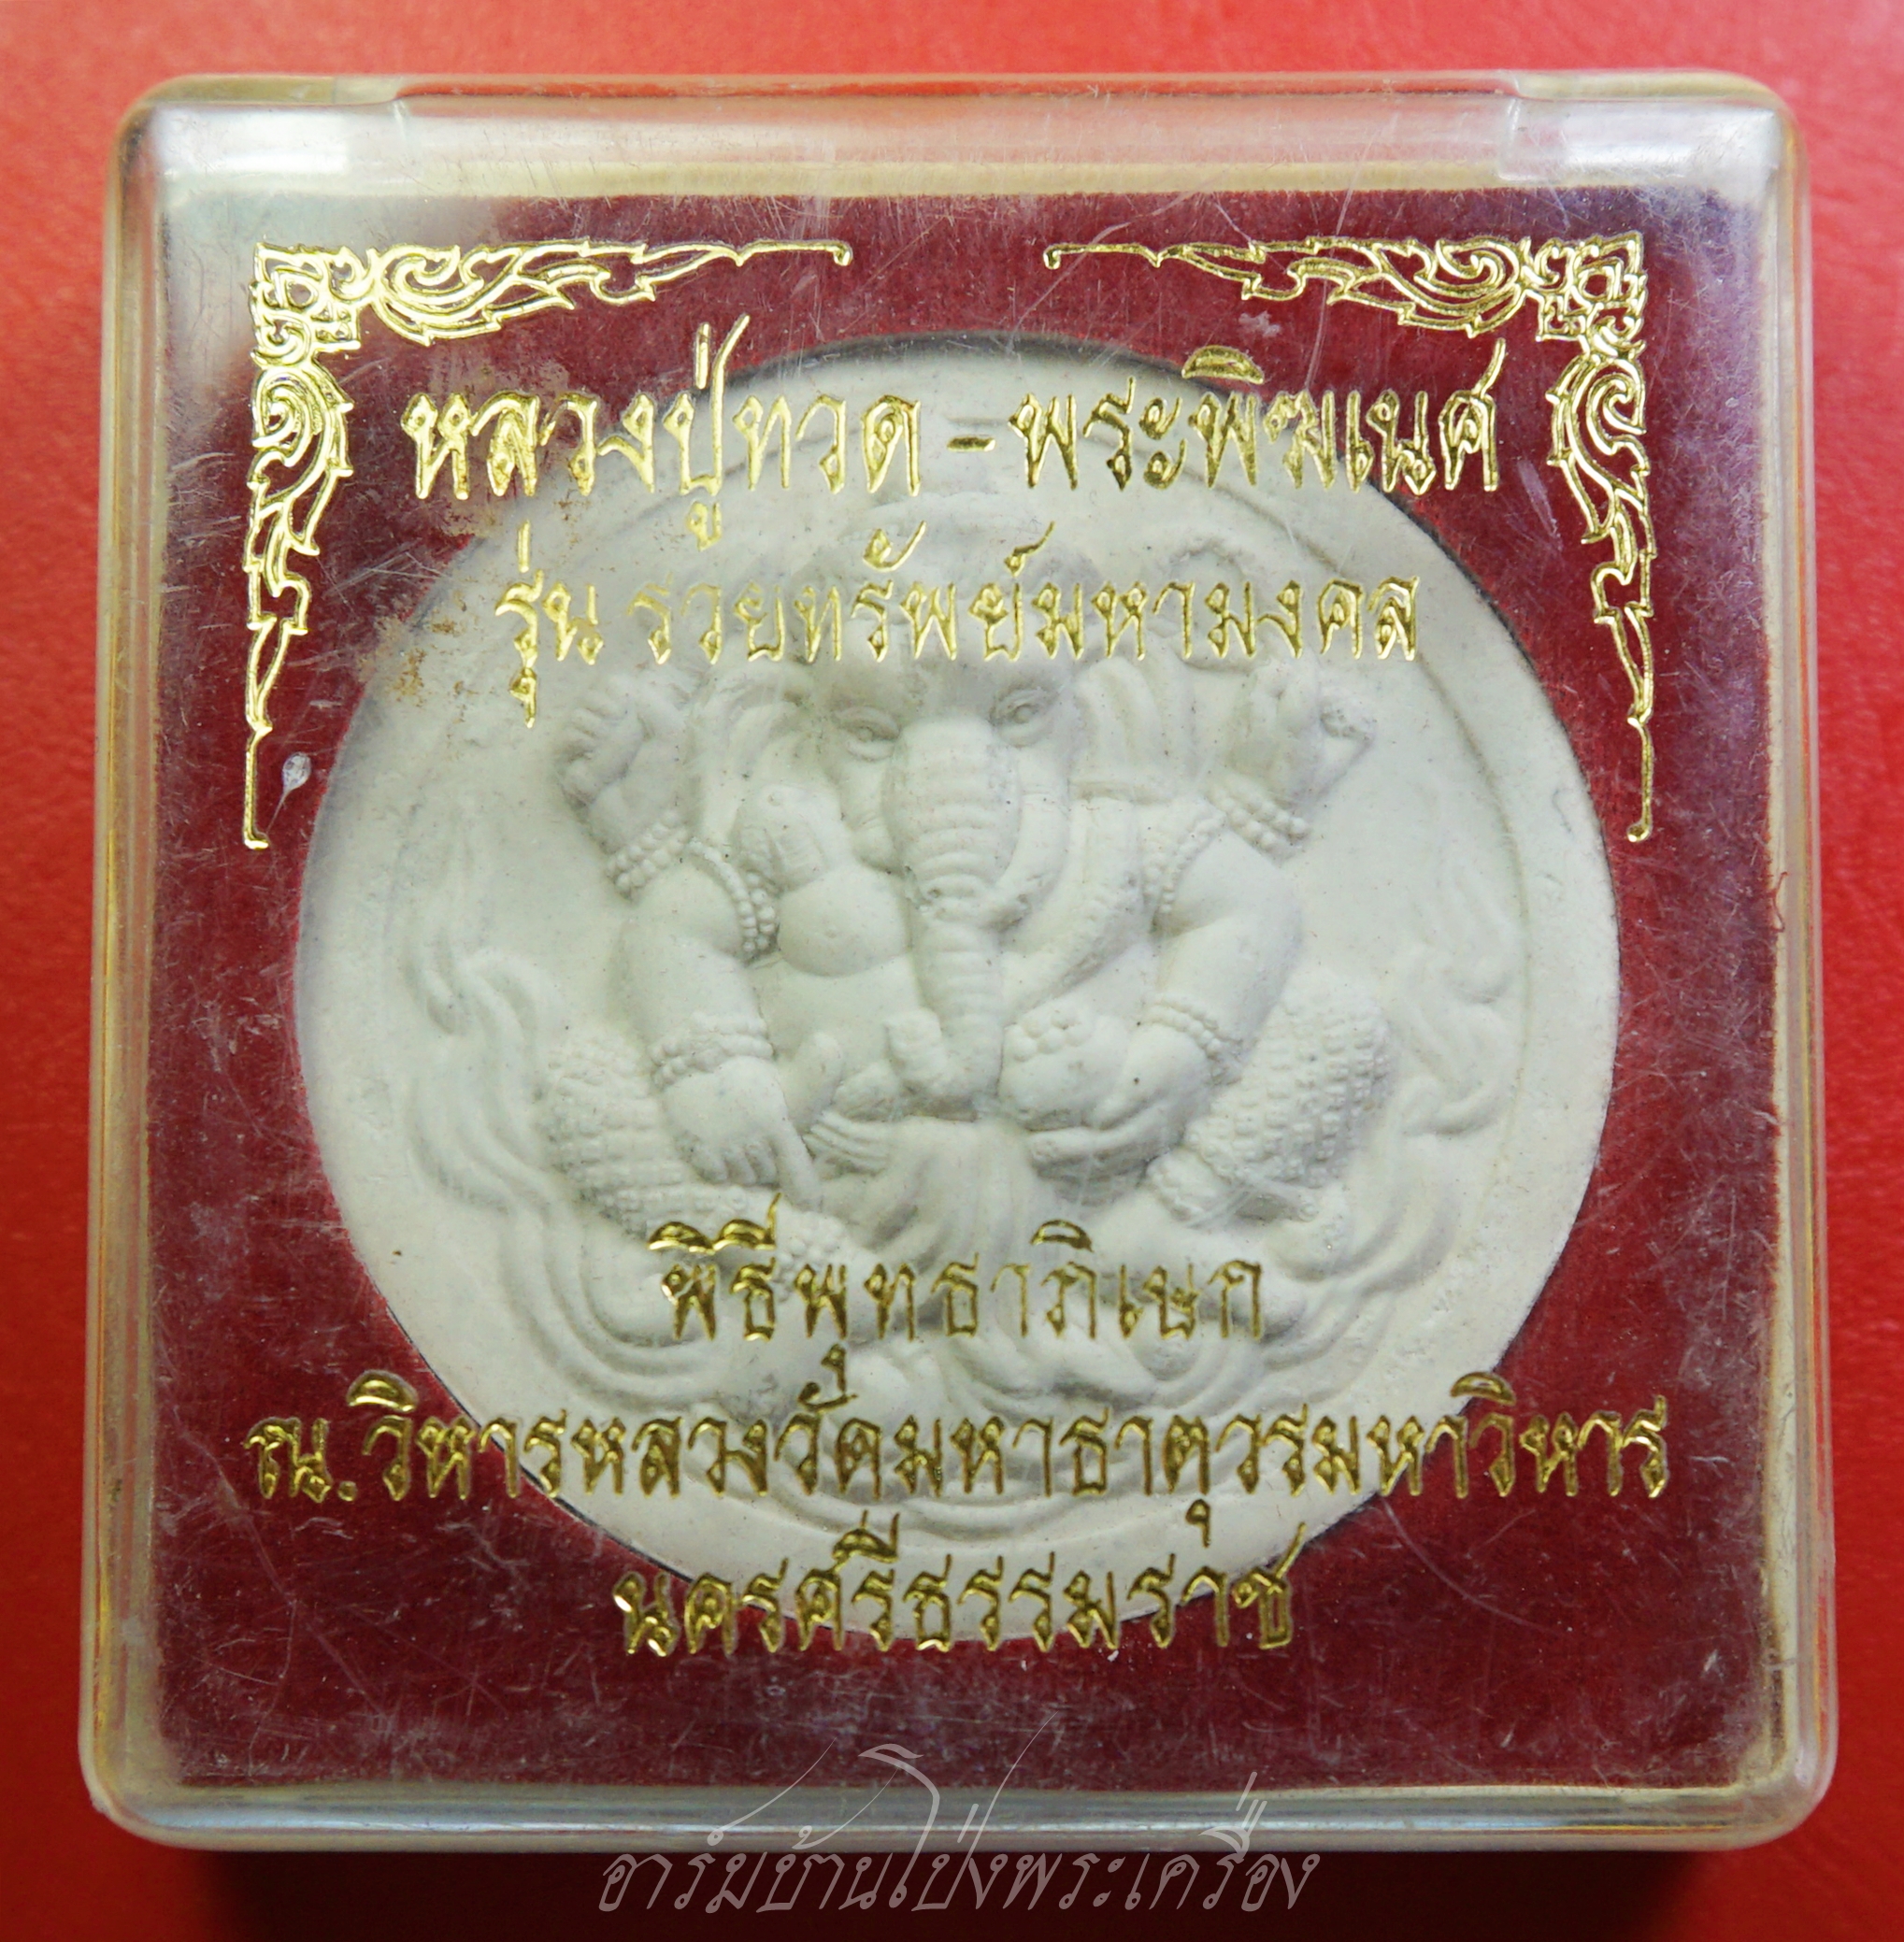 หลวงปู่ทวด - พระพิฆเนศ
รุ่น รวยทรัพย์มหามงคล
พิธีพุทธาภิเษก
ณ.วิหารหลวงวัดมหาธาตุวรมหาวิหาร
นครศรีธรรมราช
อาร์มบ้านโป่งพระเครื่อง